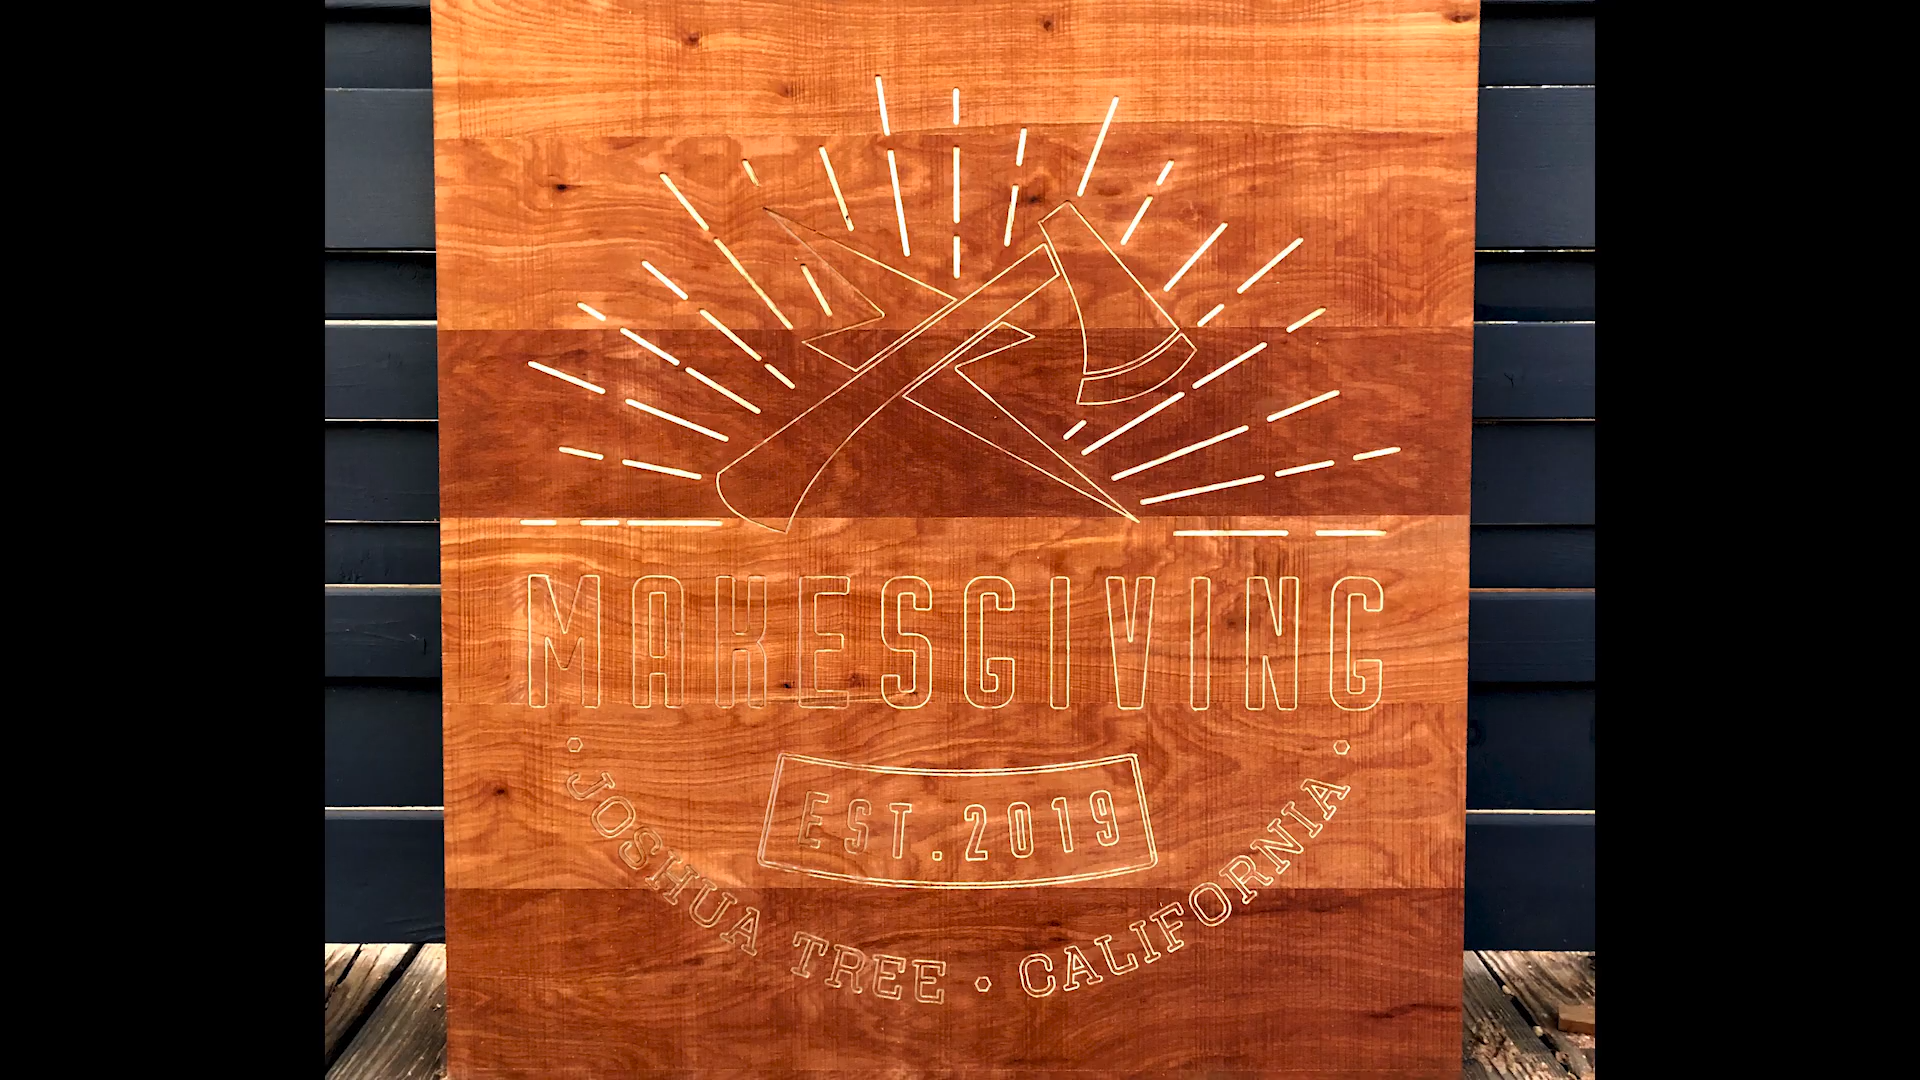 MAKESGIVING
EST.2019
• JOSHUA TREE • CALIFORNIA •